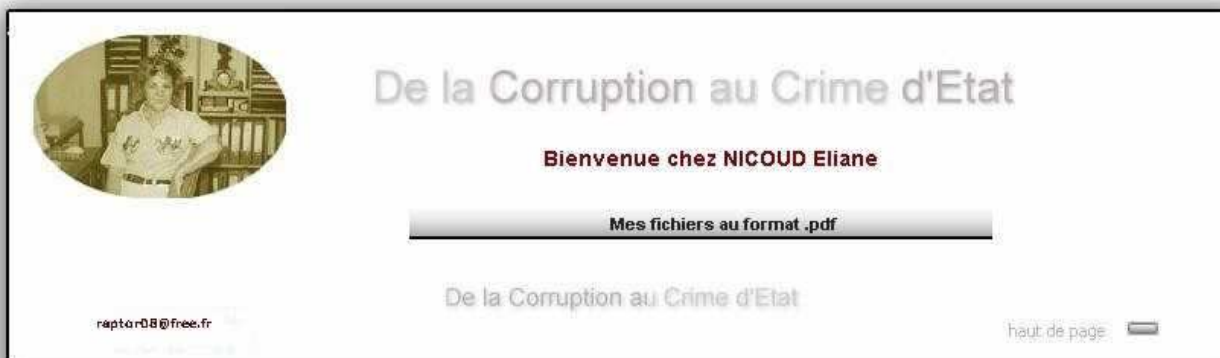 De la Corruption au Crime d'Etat
Bienvenue chez NICOUD Eliane
Mes fichiers au format .pdf
De la Corruption au Crime d'Etat
raptor08@free.fr
haut de page